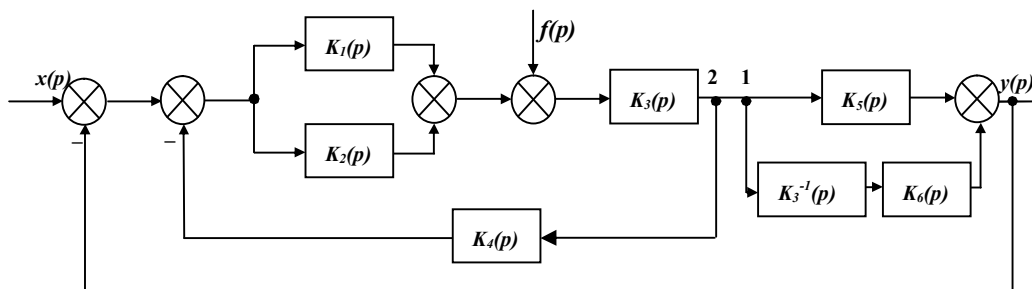 K₁(p)
f(p)
x(p)
2 1
y(p)
K₃(p)
K₅(p)
K₂(p)
–
–
K₃⁻¹(p)
K₆(p)
K₄(p)